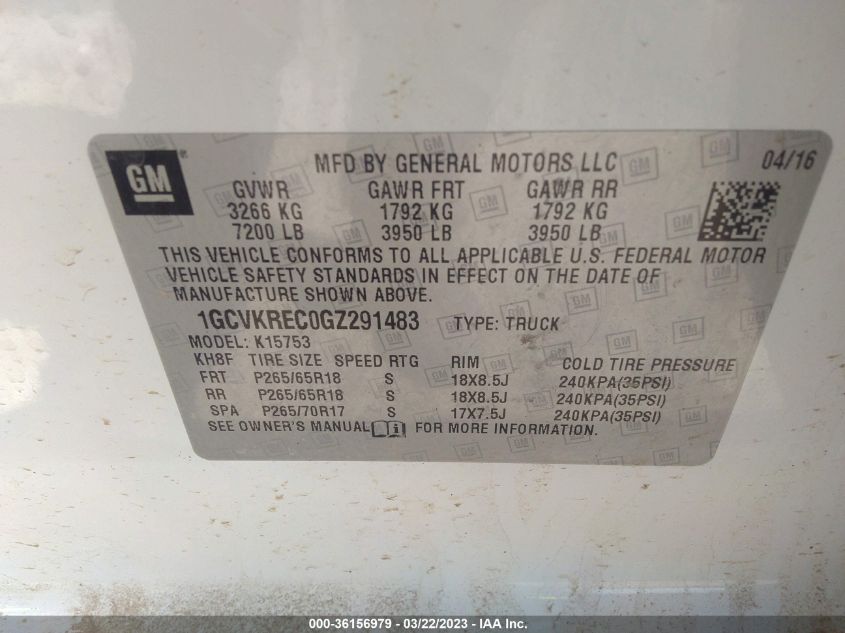 GM
MFD BY GENERAL MOTORS LLC 04/16
GVWR GAWR FRT GAWR RR
3266 KG 1792 KG 1792 KG
7200 LB 3950 LB 3950 LB
THIS VEHICLE CONFORMS TO ALL APPLICABLE U.S. FEDERAL MOTOR
VEHICLE SAFETY STANDARDS IN EFFECT ON THE DATE OF
MANUFACTURE SHOWN ABOVE.
1GCVKREC0GZ291483 TYPE: TRUCK
MODEL: K15753
KH8F TIRE SIZE SPEED RTG RIM COLD TIRE PRESSURE
FRT P265/65R18 S 18X8.5J 240KPA(35PSI)
RR P265/65R18 S 18X8.5J 240KPA(35PSI)
SPA P265/70R17 S 17X7.5J 240KPA(35PSI)
SEE OWNER'S MANUAL FOR MORE INFORMATION.
000-36156979 - 03/22/2023 - IAA Inc.